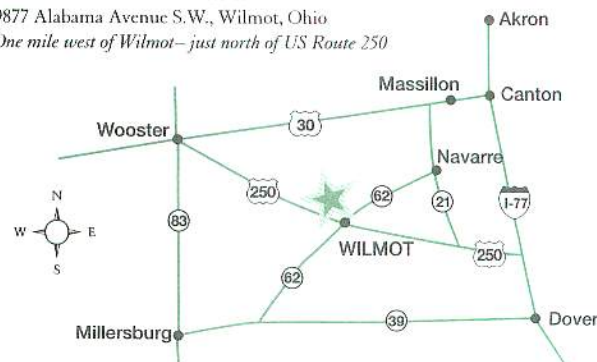 9877 Alabama Avenue S.W., Wilmot, Ohio
One mile west of Wilmot– just north of US Route 250
Akron
Massillon
Canton
Wooster
30
Navarre
250
62
21
I-77
N
W E
S
83
WILMOT
250
62
39
Dover
Millersburg